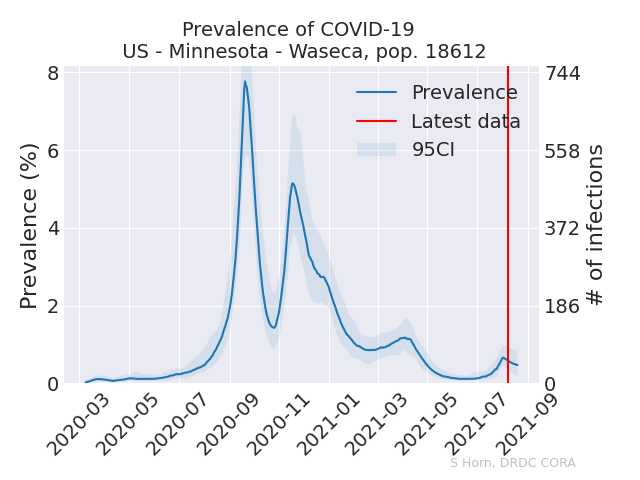 Prevalence of COVID-19
US - Minnesota - Waseca, pop. 18612
Prevalence (%)
8
6
4
2
0
744
558
372
186
0
# of infections
Prevalence
Latest data
95CI
2020-03
2020-05
2020-07
2020-09
2020-11
2021-01
2021-03
2021-05
2021-07
2021-09
S Horn, DRDC CORA